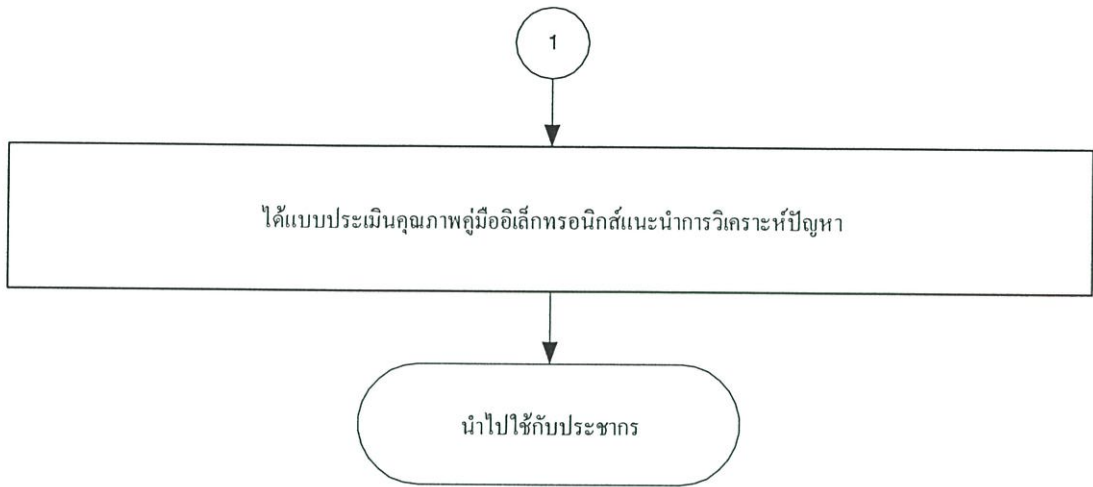 1
ได้แบบประเมินคุณภาพคู่มืออิเล็กทรอนิกส์แนะนำการวิเคราะห์ปัญหา
นำไปใช้กับประชากร